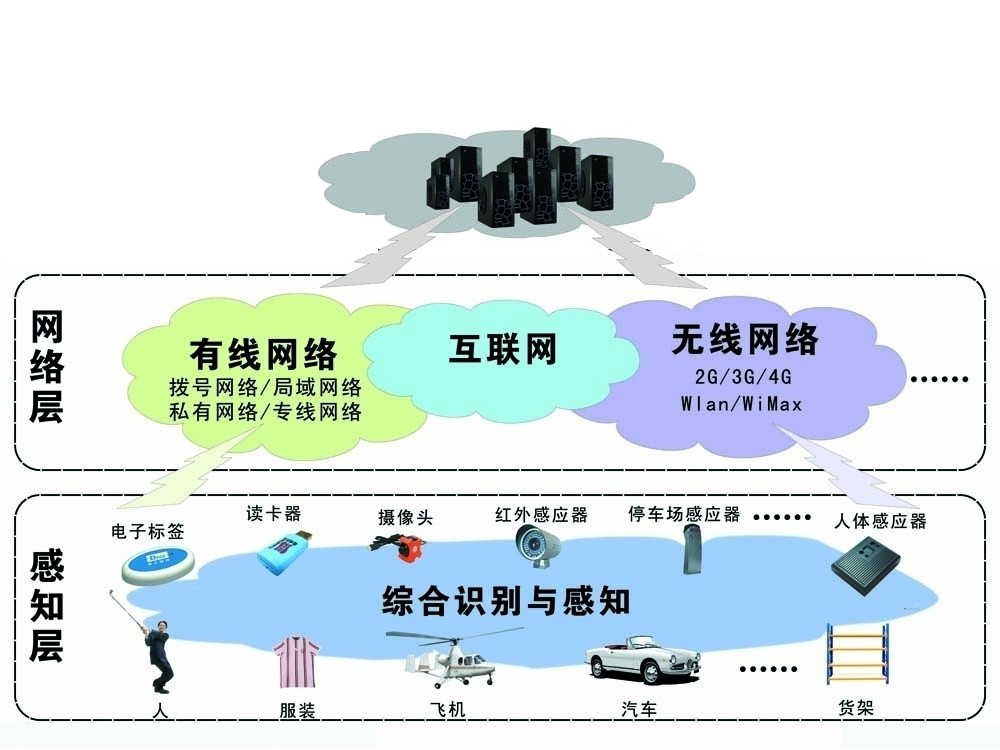 网络层
有线网络
拨号网络/局域网络
私有网络/专线网络
互联网
无线网络
2G/3G/4G
Wlan/WiMax
······
感知层
电子标签
读卡器
摄像头
红外感应器
停车场感应器
······
人体感应器
综合识别与感知
人
服装
飞机
汽车
······
货架